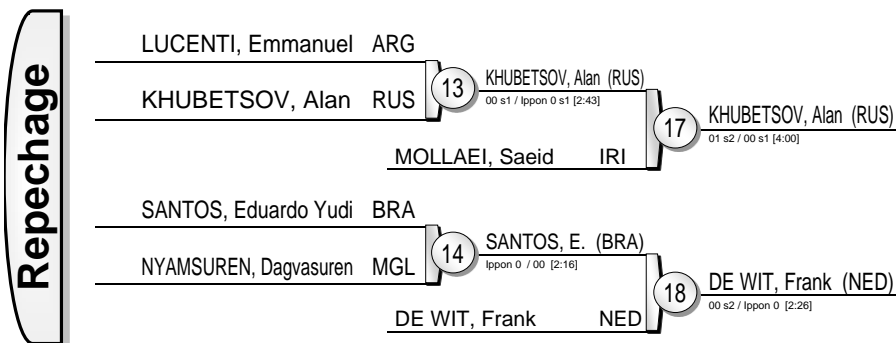 Repechage
LUCENTI, Emmanuel ARG
KHUBETSOV, Alan RUS
13
KHUBETSOV, Alan (RUS)
00 s1 / Ippon 0 s1 [2:43]
MOLLAEI, Saeid IRI
17
KHUBETSOV, Alan (RUS)
01 s2 / 00 s1 [4:00]
SANTOS, Eduardo Yudi BRA
NYAMSUREN, Dagvasuren MGL
14
SANTOS, E. (BRA)
Ippon 0 / 00 [2:16]
DE WIT, Frank NED
18
DE WIT, Frank (NED)
00 s2 / Ippon 0 [2:26]